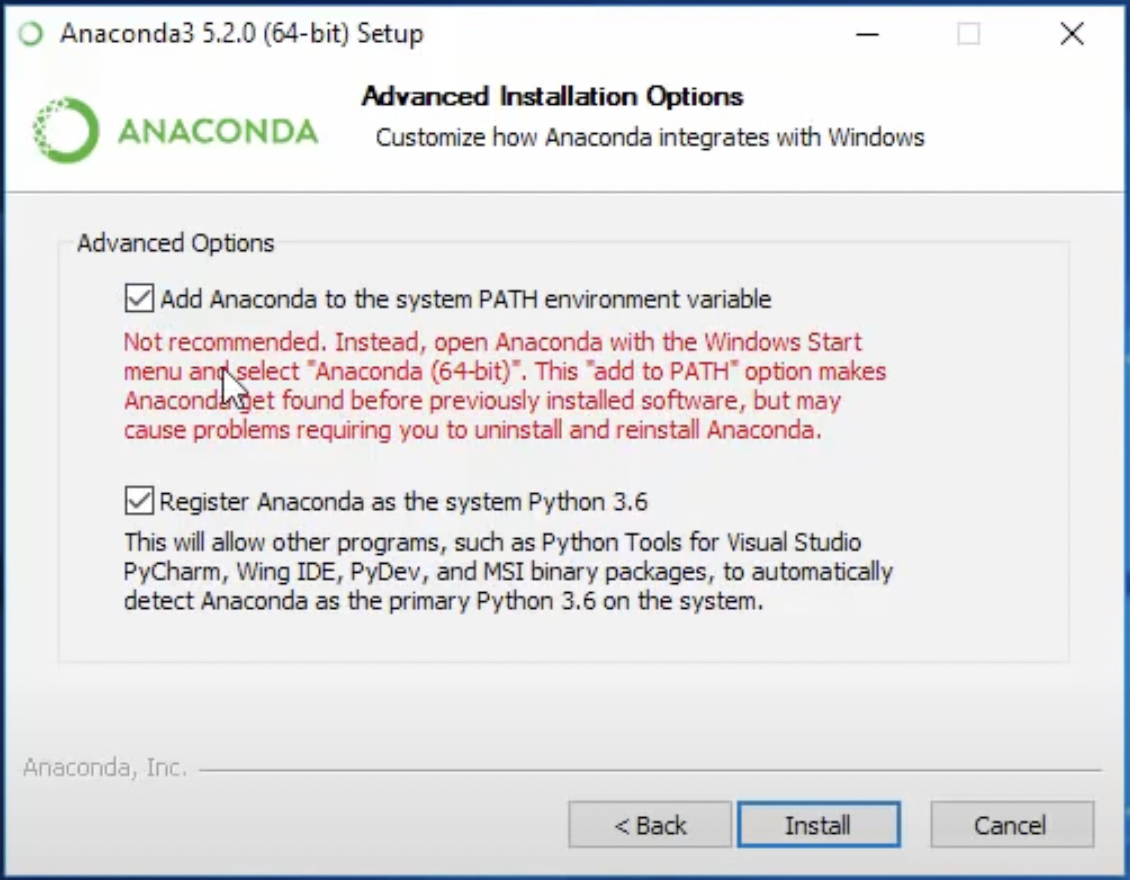 Anaconda3 5.2.0 (64-bit) Setup
ANACONDA
Advanced Installation Options
Customize how Anaconda integrates with Windows
Advanced Options
Add Anaconda to the system PATH environment variable
Not recommended. Instead, open Anaconda with the Windows Start
menu and select "Anaconda (64-bit)". This "add to PATH" option makes
Anaconda get found before previously installed software, but may
cause problems requiring you to uninstall and reinstall Anaconda.
Register Anaconda as the system Python 3.6
This will allow other programs, such as Python Tools for Visual Studio
PyCharm, Wing IDE, PyDev, and MSI binary packages, to automatically
detect Anaconda as the primary Python 3.6 on the system.
Anaconda, Inc.
< Back
Install
Cancel